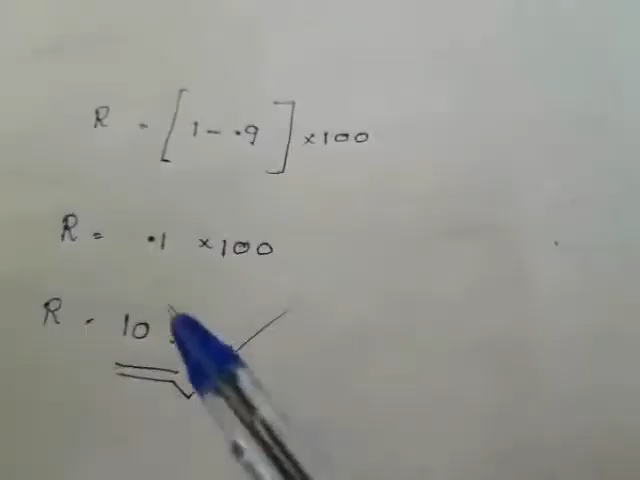 R = [1 - .9] × 100
R = .1 × 100
R = 10